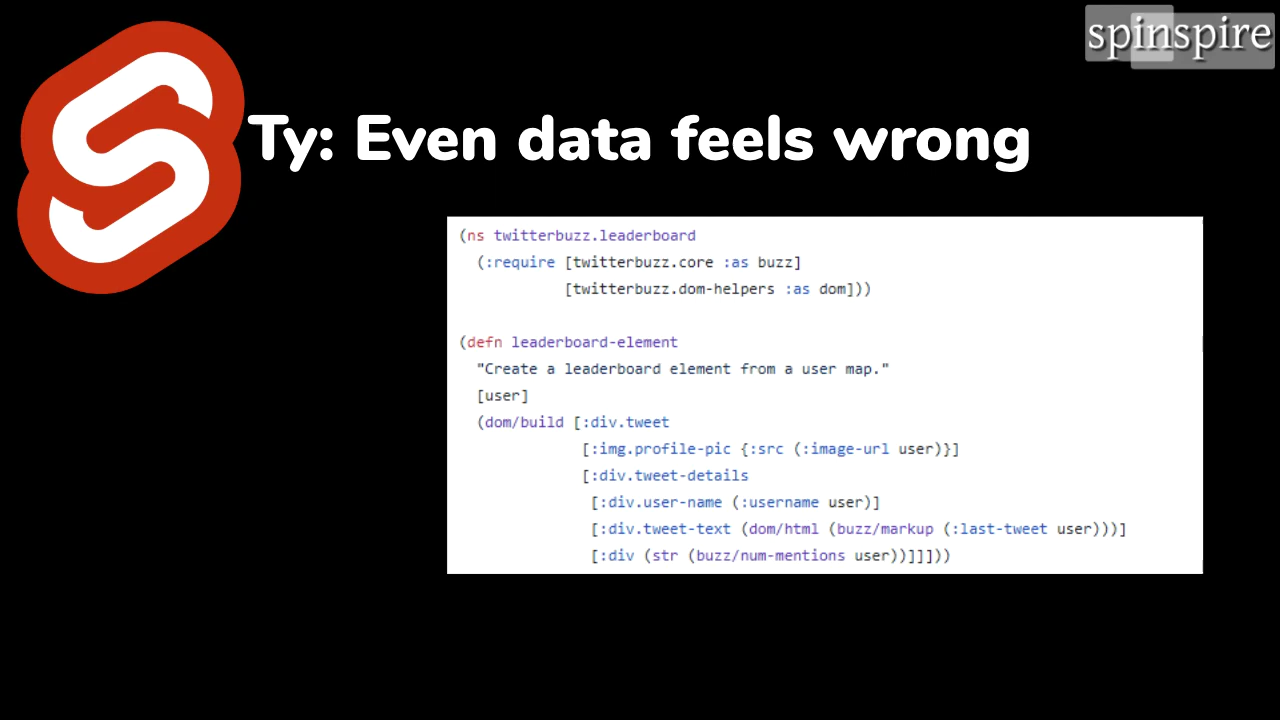 spinspire
Ty: Even data feels wrong
(ns twitterbuzz.leaderboard
  (:require [twitterbuzz.core :as buzz]
            [twitterbuzz.dom-helpers :as dom]))
(defn leaderboard-element
  "Create a leaderboard element from a user map."
  [user]
  (dom/build [:div.tweet
              [:img.profile-pic {:src (:image-url user)}]
              [:div.tweet-details
               [:div.user-name (:username user)]
               [:div.tweet-text (dom/html (buzz/markup (:last-tweet user)))]
               [:div (str (buzz/num-mentions user))]]]))